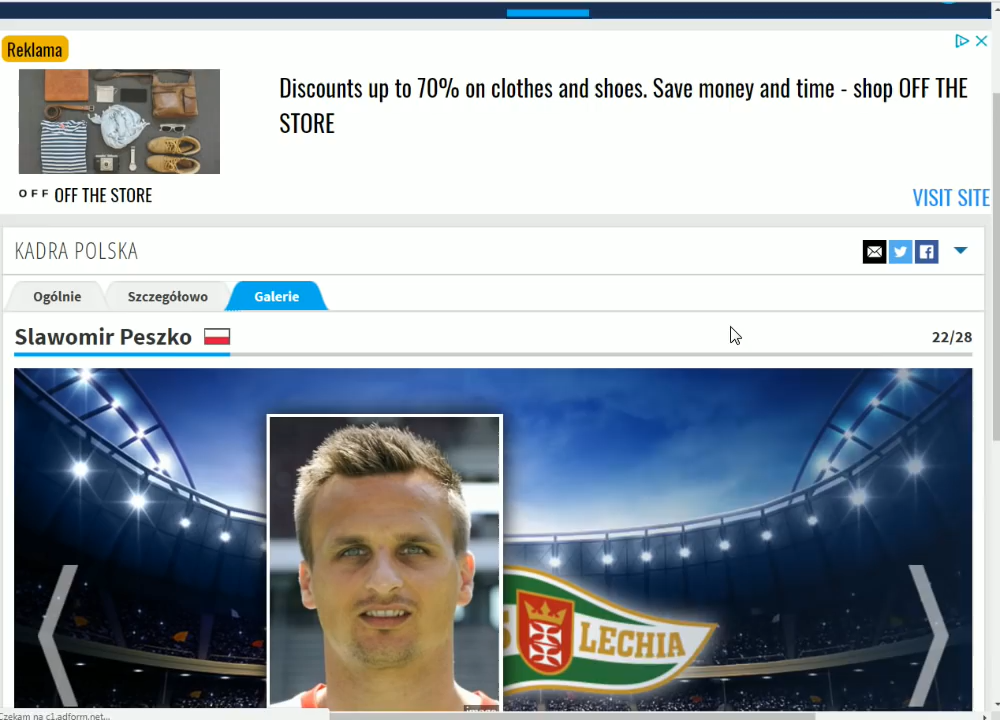 Reklama
Discounts up to 70% on clothes and shoes. Save money and time - shop OFF THE
STORE
OFF OFF THE STORE
VISIT SITE
KADRA POLSKA
Ogólnie
Szczegółowo
Galerie
Slawomir Peszko
22/28
LECHIA
Czekam na c1.adform.net...